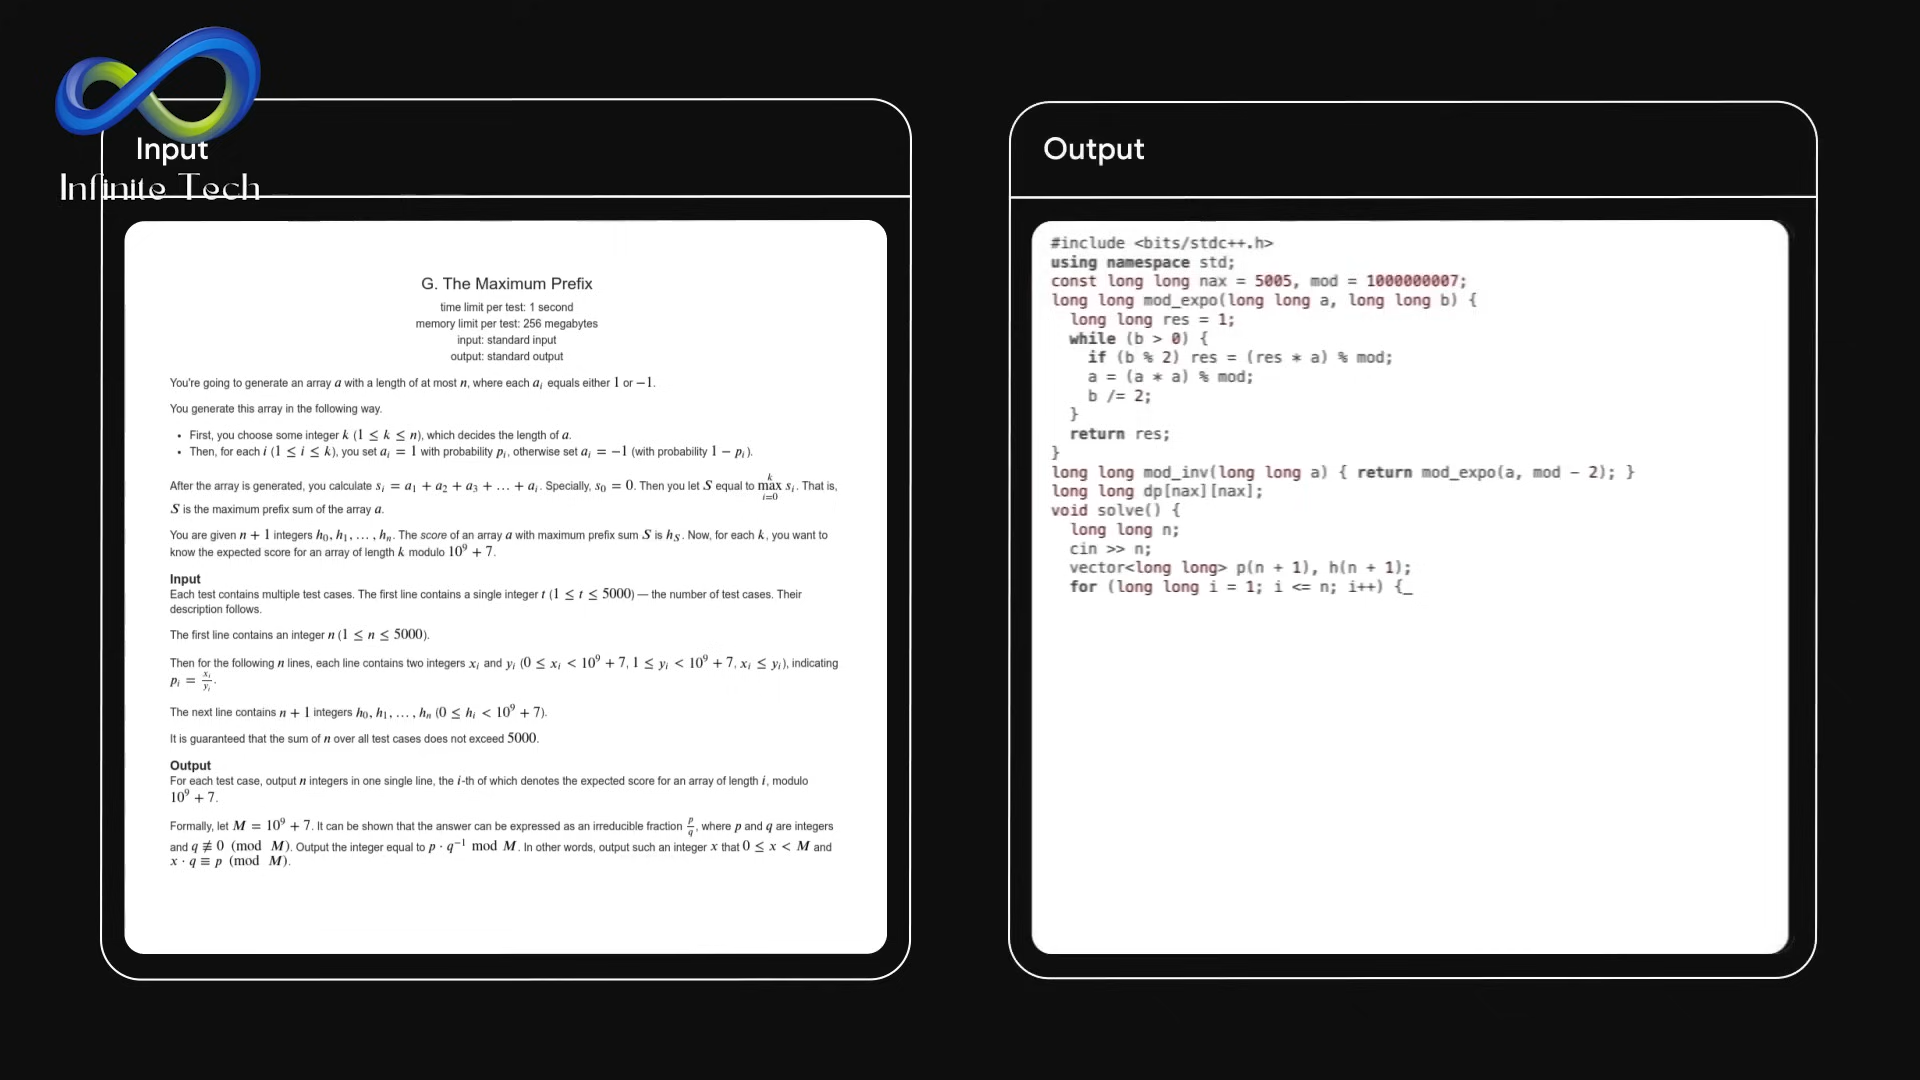 Input
Infinite Tech
G. The Maximum Prefix
time limit per test: 1 second
memory limit per test: 256 megabytes
input: standard input
output: standard output
You're going to generate an array a with a length of at most n, where each a_i equals either 1 or −1.
You generate this array in the following way.
• First, you choose some integer k (1 ≤ k ≤ n), which decides the length of a.
• Then, for each i (1 ≤ i ≤ k), you set a_i = 1 with probability p_i, otherwise set a_i = −1 (with probability 1 − p_i).
After the array is generated, you calculate s_i = a_1 + a_2 + a_3 + … + a_i. Specially, s_0 = 0. Then you let S equal to max_{i=0}^{k} s_i. That is,
S is the maximum prefix sum of the array a.
You are given n + 1 integers h_0, h_1, … , h_n. The score of an array a with maximum prefix sum S is h_S. Now, for each k, you want to
know the expected score for an array of length k modulo 10^9 + 7.
Input
Each test contains multiple test cases. The first line contains a single integer t (1 ≤ t ≤ 5000) — the number of test cases. Their
description follows.
The first line contains an integer n (1 ≤ n ≤ 5000).
Then for the following n lines, each line contains two integers x_i and y_i (0 ≤ x_i < 10^9 + 7, 1 ≤ y_i < 10^9 + 7, x_i ≤ y_i), indicating
p_i = x_i/y_i.
The next line contains n + 1 integers h_0, h_1, … , h_n (0 ≤ h_i < 10^9 + 7).
It is guaranteed that the sum of n over all test cases does not exceed 5000.
Output
For each test case, output n integers in one single line, the i-th of which denotes the expected score for an array of length i, modulo
10^9 + 7.
Formally, let M = 10^9 + 7. It can be shown that the answer can be expressed as an irreducible fraction p/q, where p and q are integers
and q ≢ 0 (mod M). Output the integer equal to p · q^−1 mod M. In other words, output such an integer x that 0 ≤ x < M and
x · q ≡ p (mod M).
Output
#include <bits/stdc++.h>
using namespace std;
const long long nax = 5005, mod = 1000000007;
long long mod_expo(long long a, long long b) {
  long long res = 1;
  while (b > 0) {
    if (b % 2) res = (res * a) % mod;
    a = (a * a) % mod;
    b /= 2;
  }
  return res;
}
long long mod_inv(long long a) { return mod_expo(a, mod - 2); }
long long dp[nax][nax];
void solve() {
  long long n;
  cin >> n;
  vector<long long> p(n + 1), h(n + 1);
  for (long long i = 1; i <= n; i++) {_